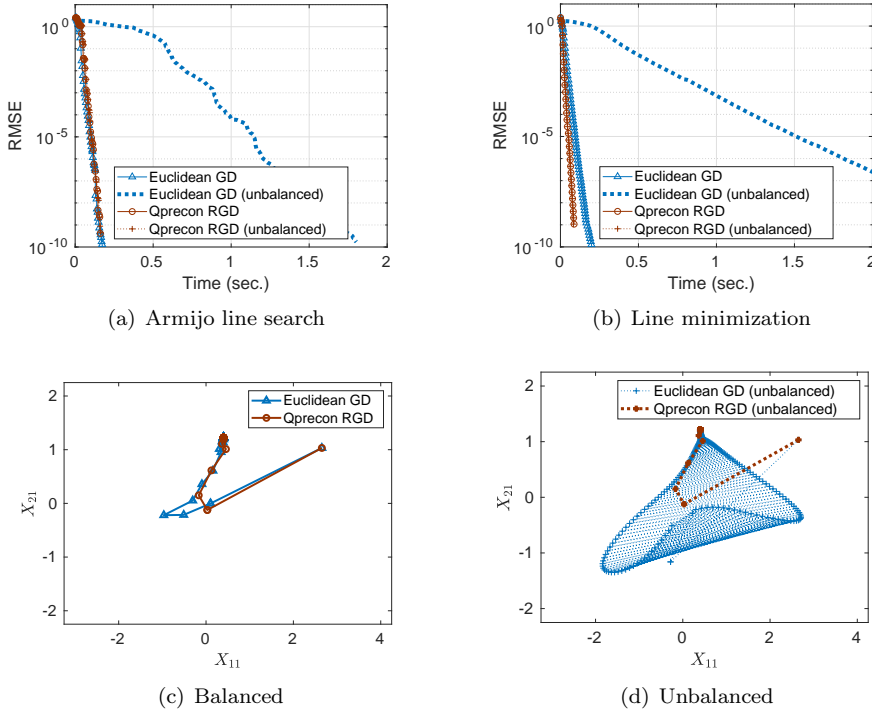 10^0
10^-5
10^-10
RMSE
Euclidean GD
Euclidean GD (unbalanced)
Qprecon RGD
Qprecon RGD (unbalanced)
0 0.5 1 1.5 2
Time (sec.)
(a) Armijo line search
10^0
10^-5
10^-10
RMSE
Euclidean GD
Euclidean GD (unbalanced)
Qprecon RGD
Qprecon RGD (unbalanced)
0 0.5 1 1.5 2
Time (sec.)
(b) Line minimization
2
1
0
-1
-2
X_21
Euclidean GD
Qprecon RGD
-2 0 2 4
X_11
(c) Balanced
2
1
0
-1
-2
X_21
Euclidean GD (unbalanced)
Qprecon RGD (unbalanced)
-2 0 2 4
X_11
(d) Unbalanced